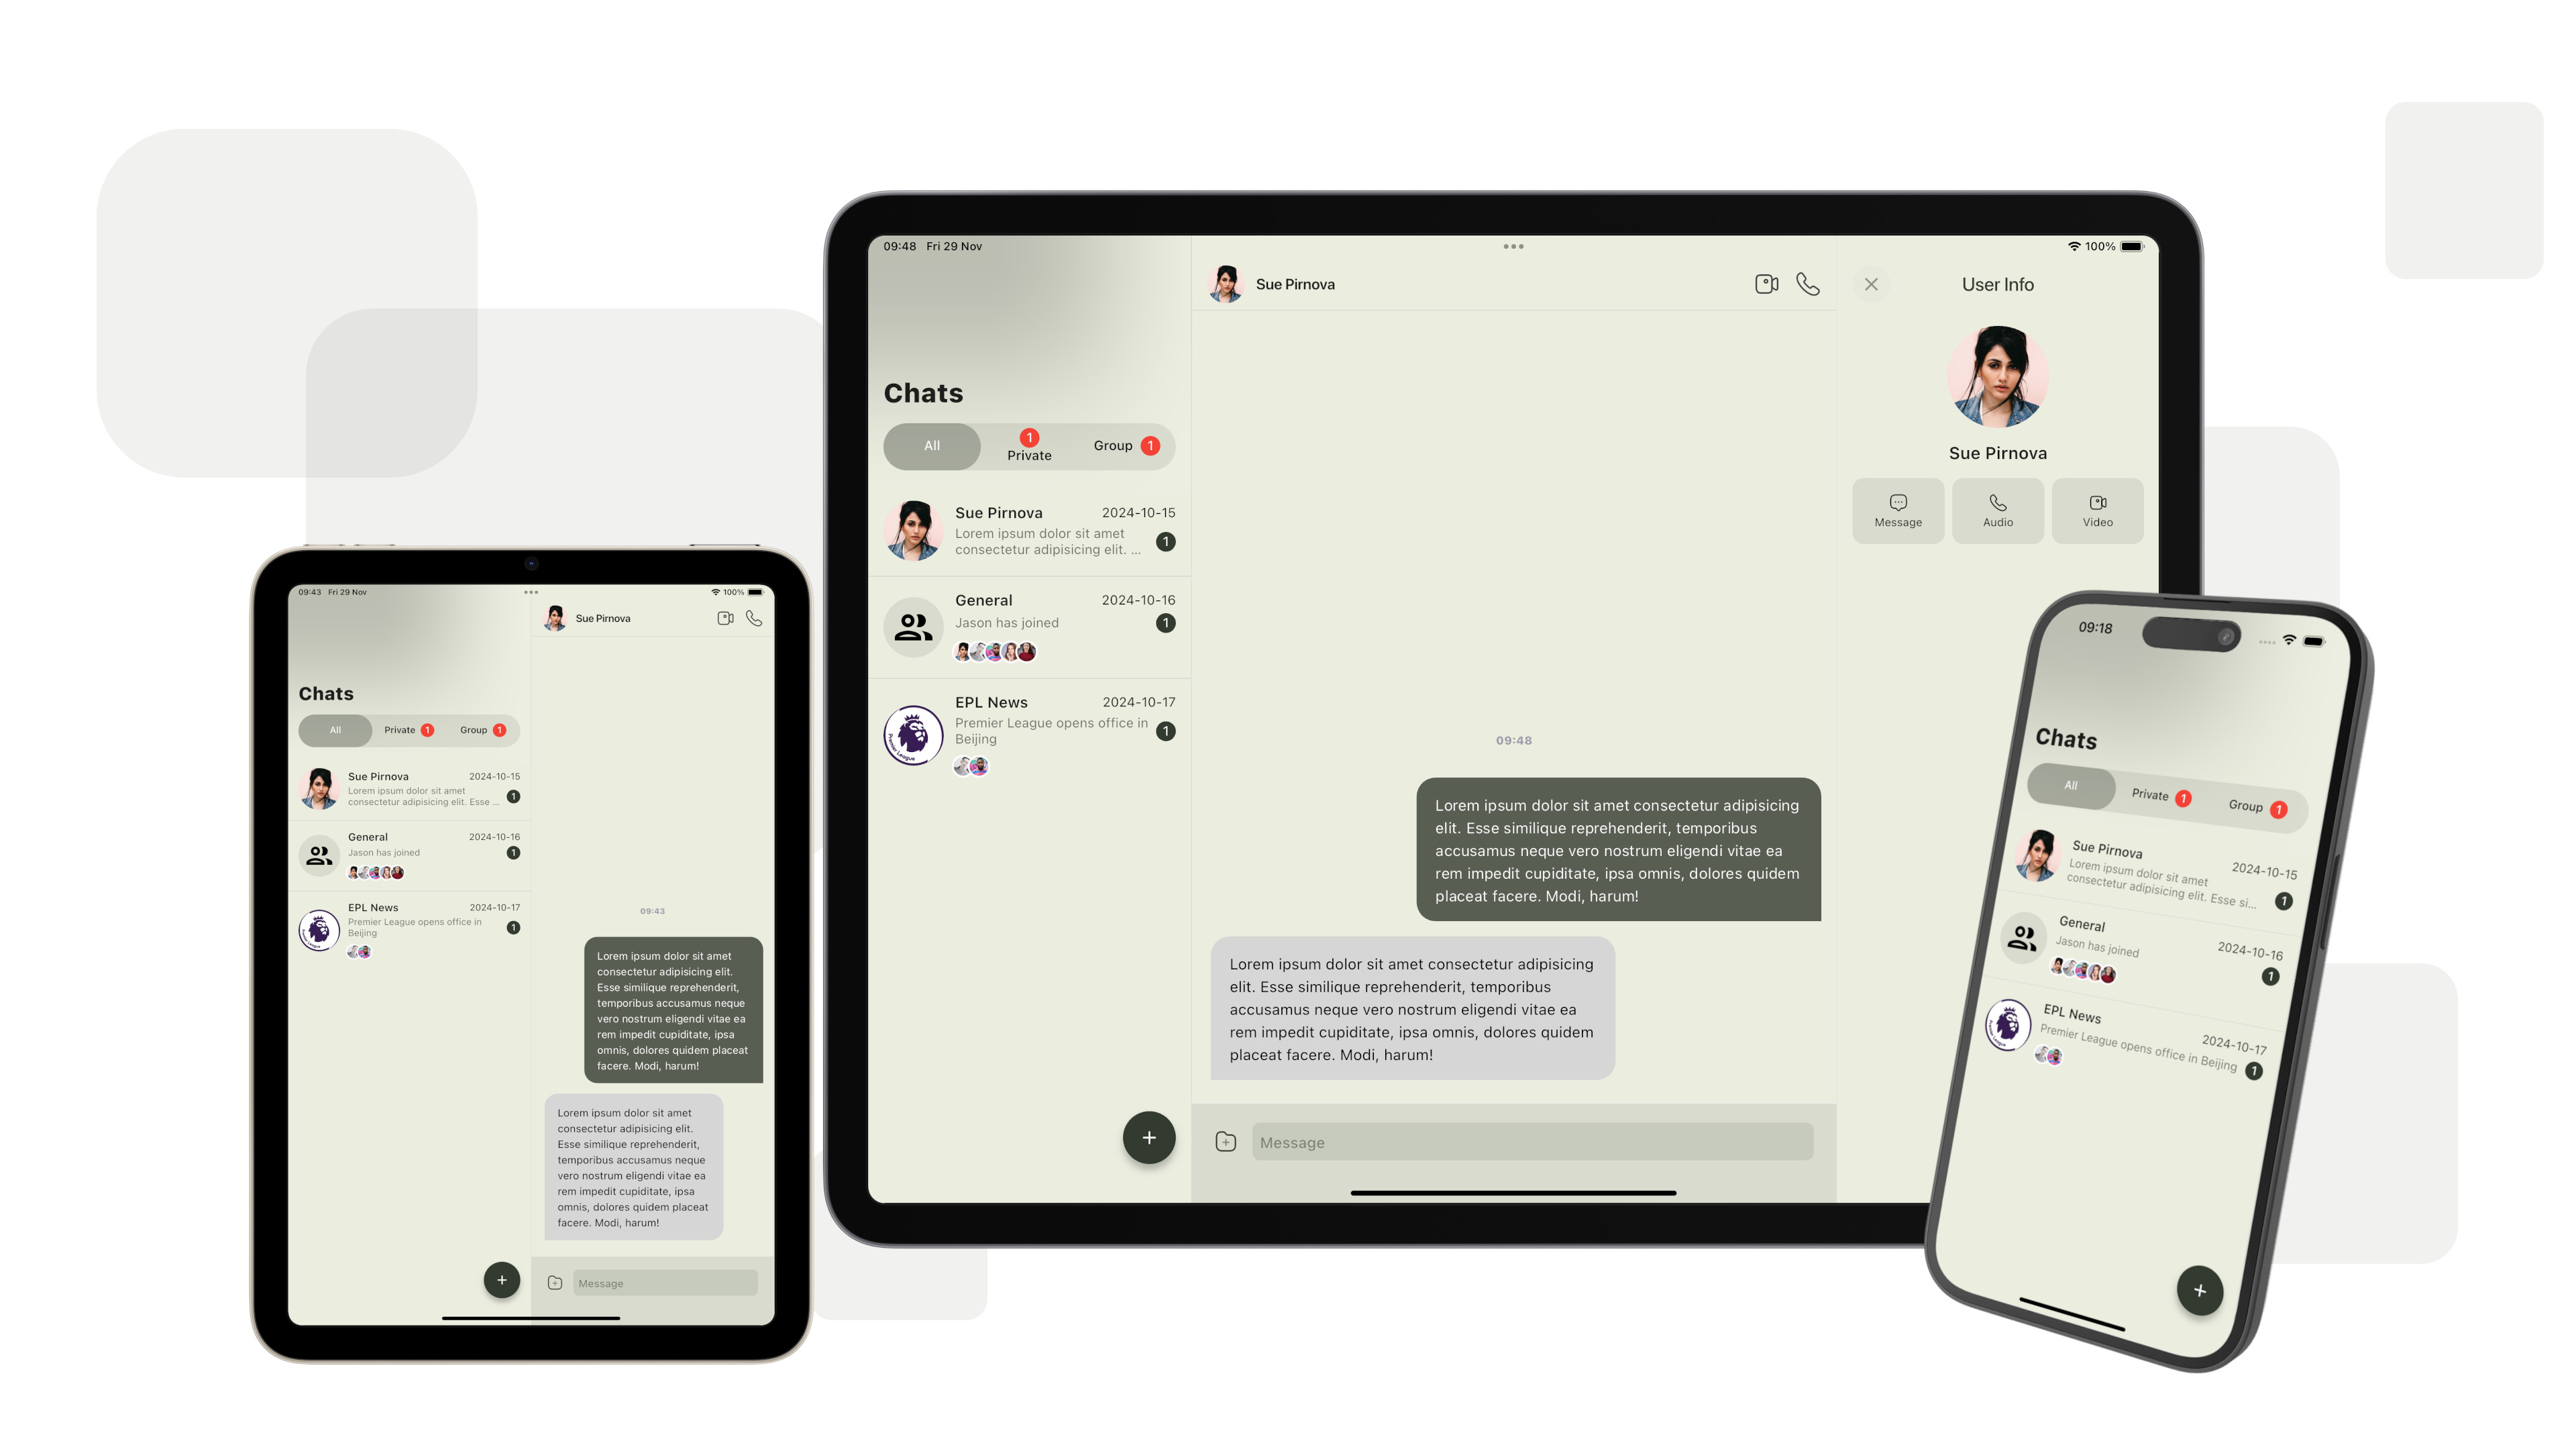 09:43 Fri 29 Nov
100%
Chats
All
Private 1
Group 1
Sue Pirnova 2024-10-15
Lorem ipsum dolor sit amet
consectetur adipisicing elit. Esse ... 1
General 2024-10-16
Jason has joined 1
EPL News 2024-10-17
Premier League opens office in
Beijing 1
Premier League
+
Sue Pirnova
09:43
Lorem ipsum dolor sit amet
consectetur adipisicing elit.
Esse similique reprehenderit,
temporibus accusamus neque
vero nostrum eligendi vitae ea
rem impedit cupiditate, ipsa
omnis, dolores quidem placeat
facere. Modi, harum!
Lorem ipsum dolor sit amet
consectetur adipisicing elit.
Esse similique reprehenderit,
temporibus accusamus neque
vero nostrum eligendi vitae ea
rem impedit cupiditate, ipsa
omnis, dolores quidem placeat
facere. Modi, harum!
Message
09:48 Fri 29 Nov
100%
Chats
All
1
Private
Group 1
Sue Pirnova 2024-10-15
Lorem ipsum dolor sit amet
consectetur adipisicing elit. ... 1
General 2024-10-16
Jason has joined 1
EPL News 2024-10-17
Premier League opens office in
Beijing 1
Premier League
+
Sue Pirnova
09:48
Lorem ipsum dolor sit amet consectetur adipisicing
elit. Esse similique reprehenderit, temporibus
accusamus neque vero nostrum eligendi vitae ea
rem impedit cupiditate, ipsa omnis, dolores quidem
placeat facere. Modi, harum!
Lorem ipsum dolor sit amet consectetur adipisicing
elit. Esse similique reprehenderit, temporibus
accusamus neque vero nostrum eligendi vitae ea
rem impedit cupiditate, ipsa omnis, dolores quidem
placeat facere. Modi, harum!
Message
User Info
Sue Pirnova
Message
Audio
Video
09:18
Chats
All
Private 1
Group 1
Sue Pirnova 2024-10-15
Lorem ipsum dolor sit amet
consectetur adipisicing elit. Esse si... 1
General 2024-10-16
Jason has joined 1
EPL News 2024-10-17
Premier League opens office in Beijing 1
+